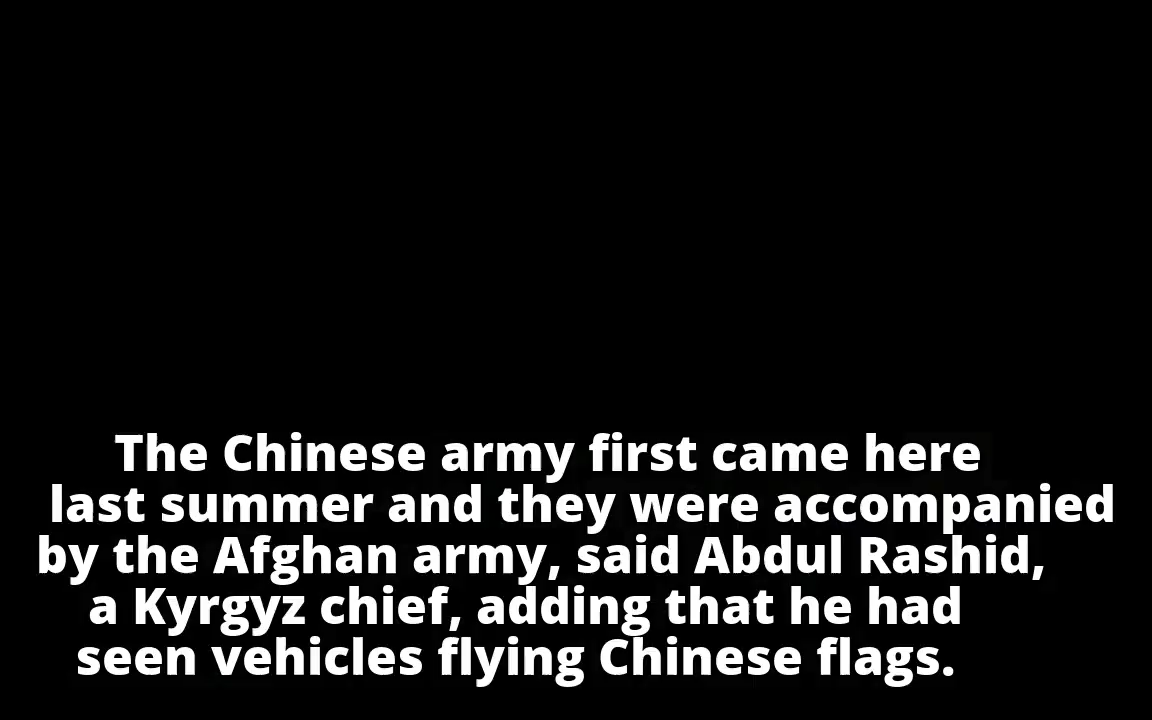 The Chinese army first came here
last summer and they were accompanied
by the Afghan army, said Abdul Rashid,
a Kyrgyz chief, adding that he had
seen vehicles flying Chinese flags.